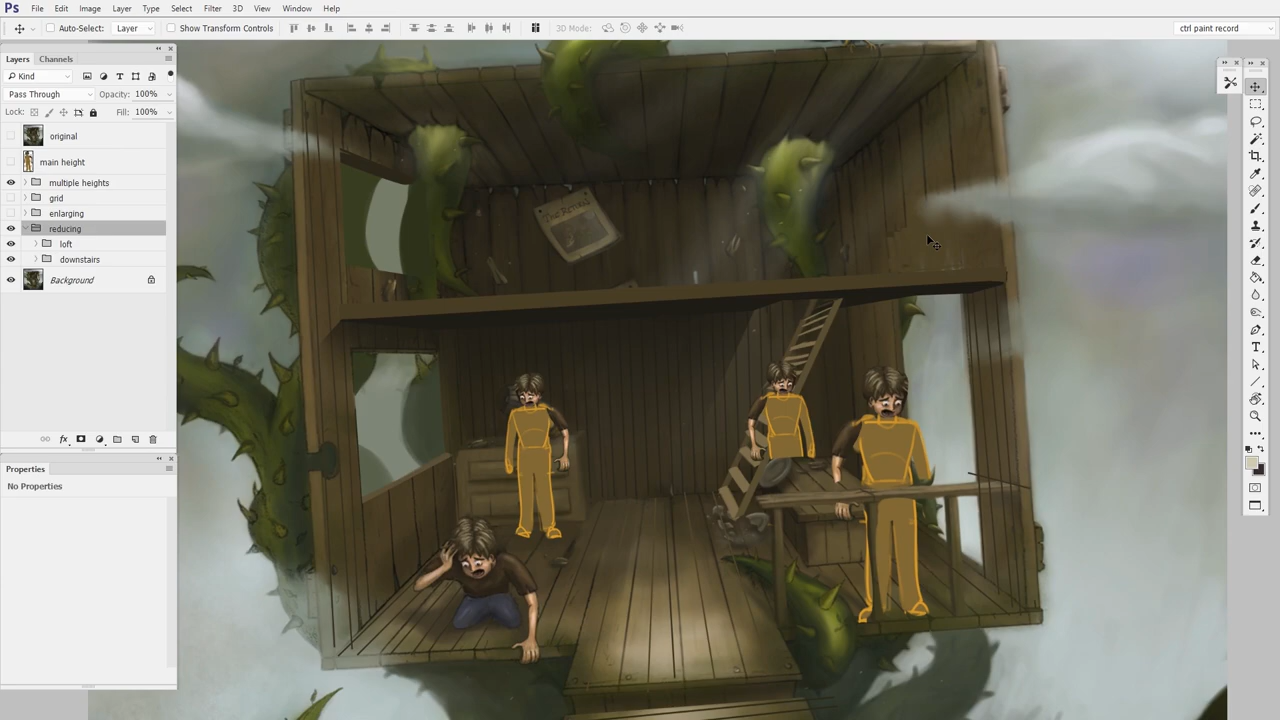 Ps File Edit Image Layer Type Select Filter 3D View Window Help
Auto-Select: Layer Show Transform Controls 3D Mode: ctrl paint record
Layers Channels
Kind
Pass Through Opacity: 100%
Lock: Fill: 100%
original
main height
multiple heights
grid
enlarging
reducing
loft
downstairs
Background
Properties
No Properties
THE RETURN